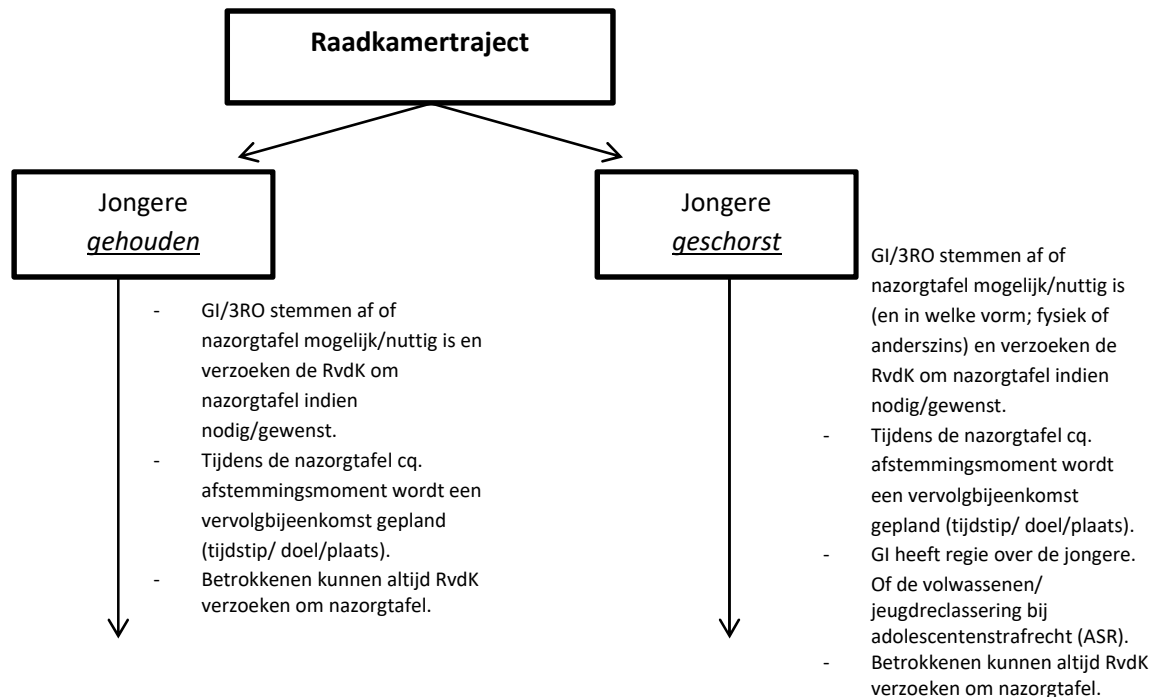 Raadkamertraject
Jongere
gehouden
- GI/3RO stemmen af of
nazorgtafel mogelijk/nuttig is en
verzoeken de RvdK om
nazorgtafel indien
nodig/gewenst.
- Tijdens de nazorgtafel cq.
afstemmingsmoment wordt een
vervolgbijeenkomst gepland
(tijdstip/ doel/plaats).
- Betrokkenen kunnen altijd RvdK
verzoeken om nazorgtafel.
Jongere
geschorst
GI/3RO stemmen af of
nazorgtafel mogelijk/nuttig is
(en in welke vorm; fysiek of
anderszins) en verzoeken de
RvdK om nazorgtafel indien
nodig/gewenst.
- Tijdens de nazorgtafel cq.
afstemmingsmoment wordt
een vervolgbijeenkomst
gepland (tijdstip/ doel/plaats).
- GI heeft regie over de jongere.
Of de volwassenen/
jeugdreclassering bij
adolescentenstrafrecht (ASR).
- Betrokkenen kunnen altijd RvdK
verzoeken om nazorgtafel.